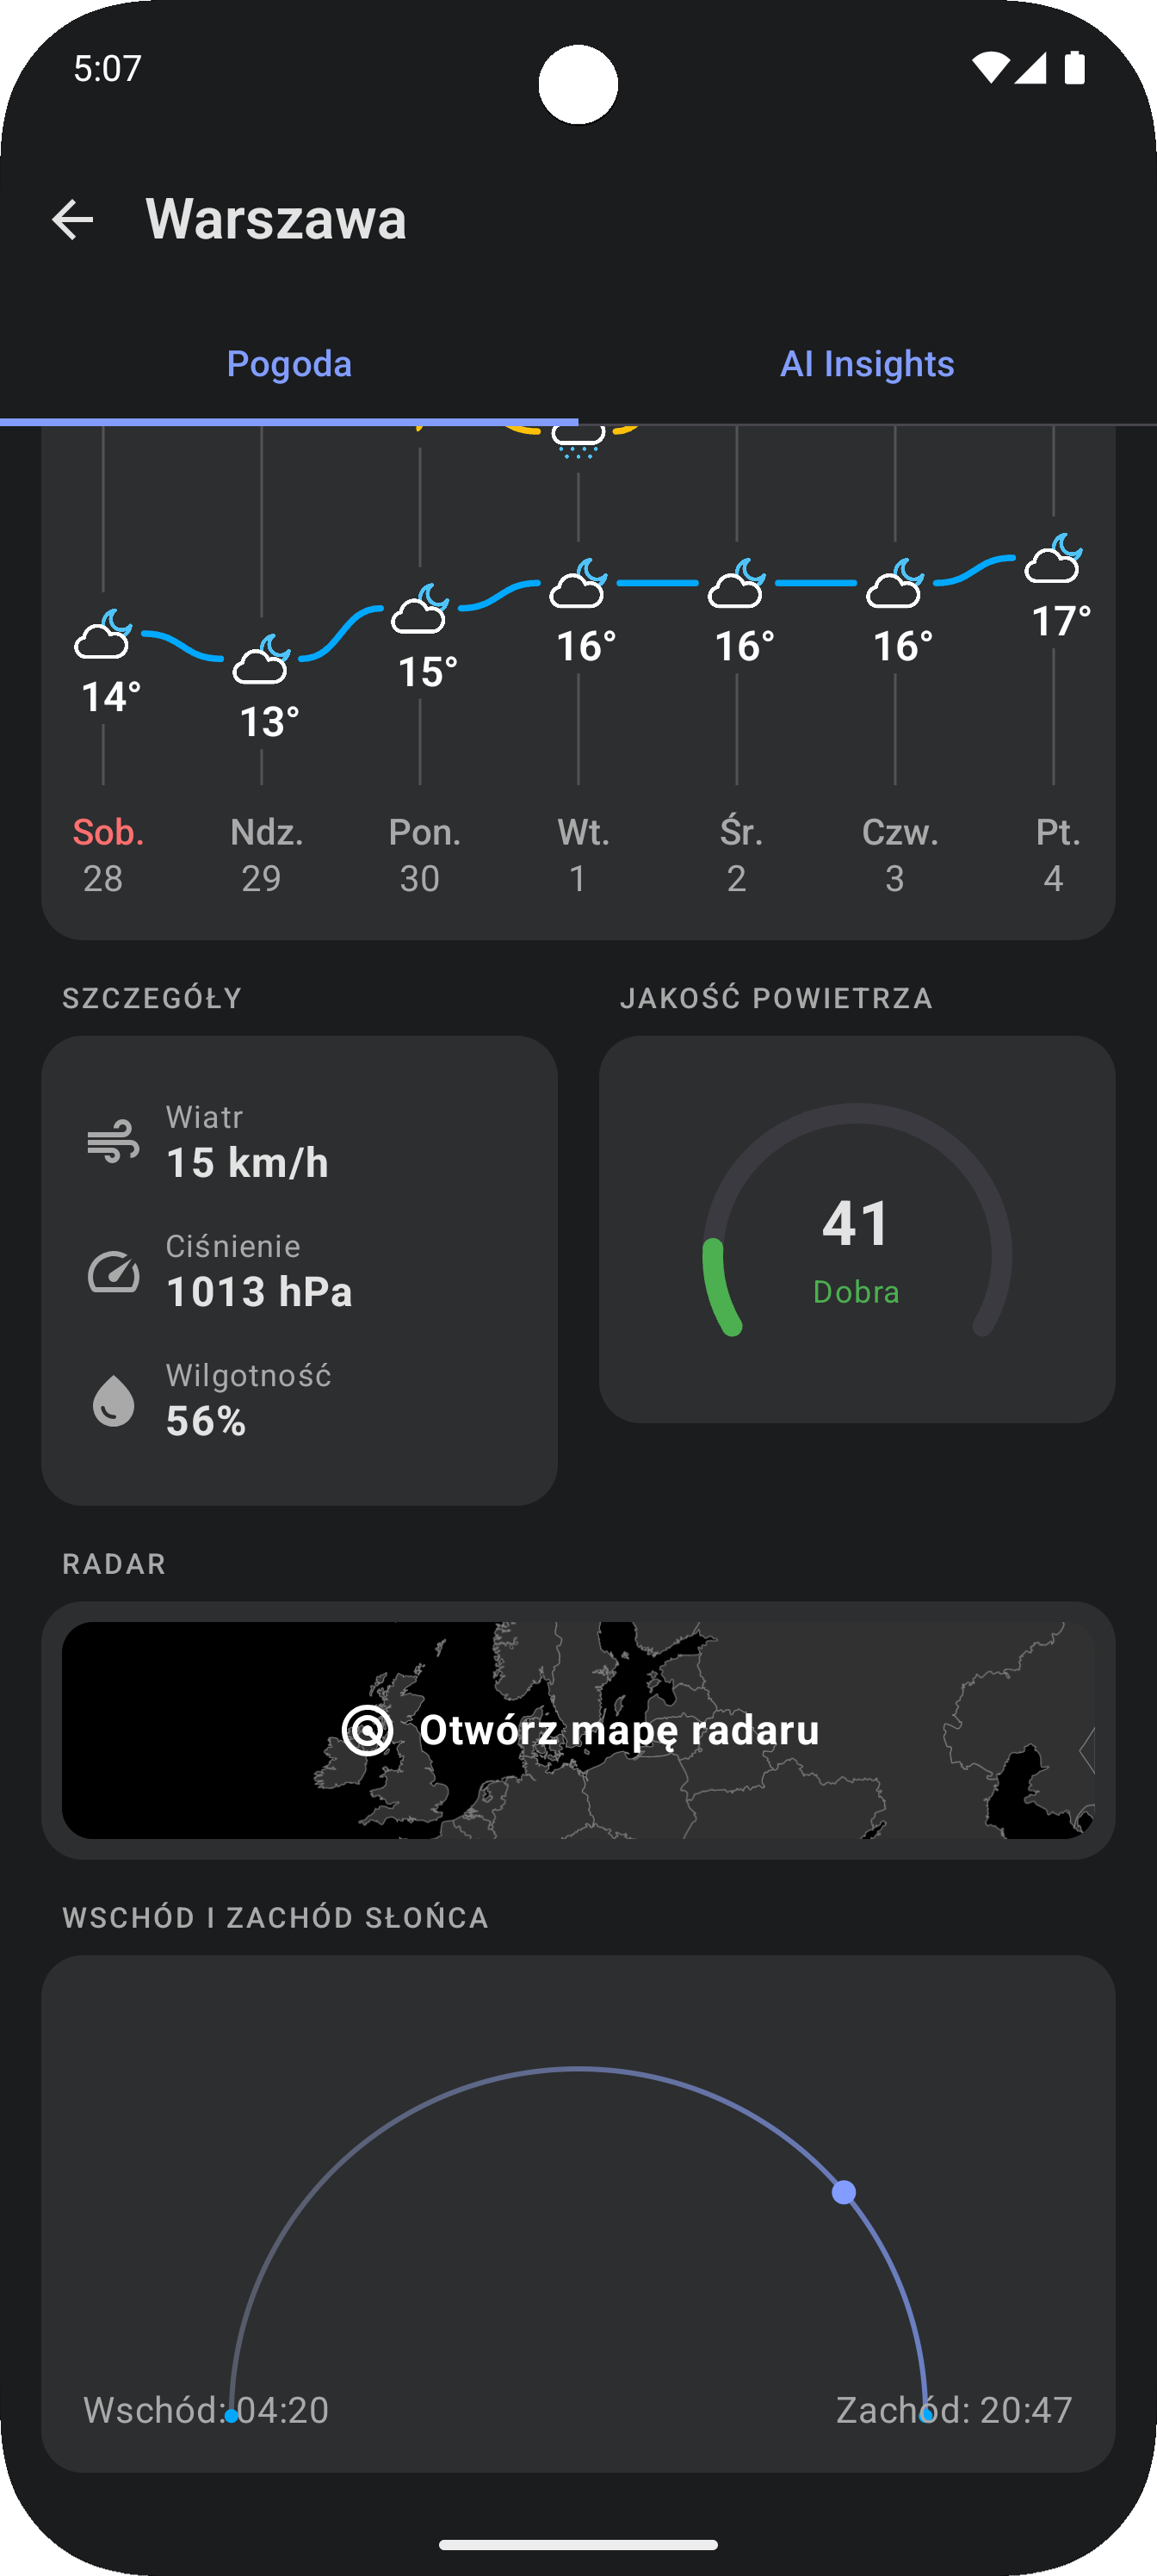 5:07
Warszawa
Pogoda AI Insights
14° 13° 15° 16° 16° 16° 17°
Sob. Ndz. Pon. Wt. Śr. Czw. Pt.
28 29 30 1 2 3 4
SZCZEGÓŁY
Wiatr
15 km/h
Ciśnienie
1013 hPa
Wilgotność
56%
JAKOŚĆ POWIETRZA
41
Dobra
RADAR
Otwórz mapę radaru
WSCHÓD I ZACHÓD SŁOŃCA
Wschód: 04:20 Zachód: 20:47